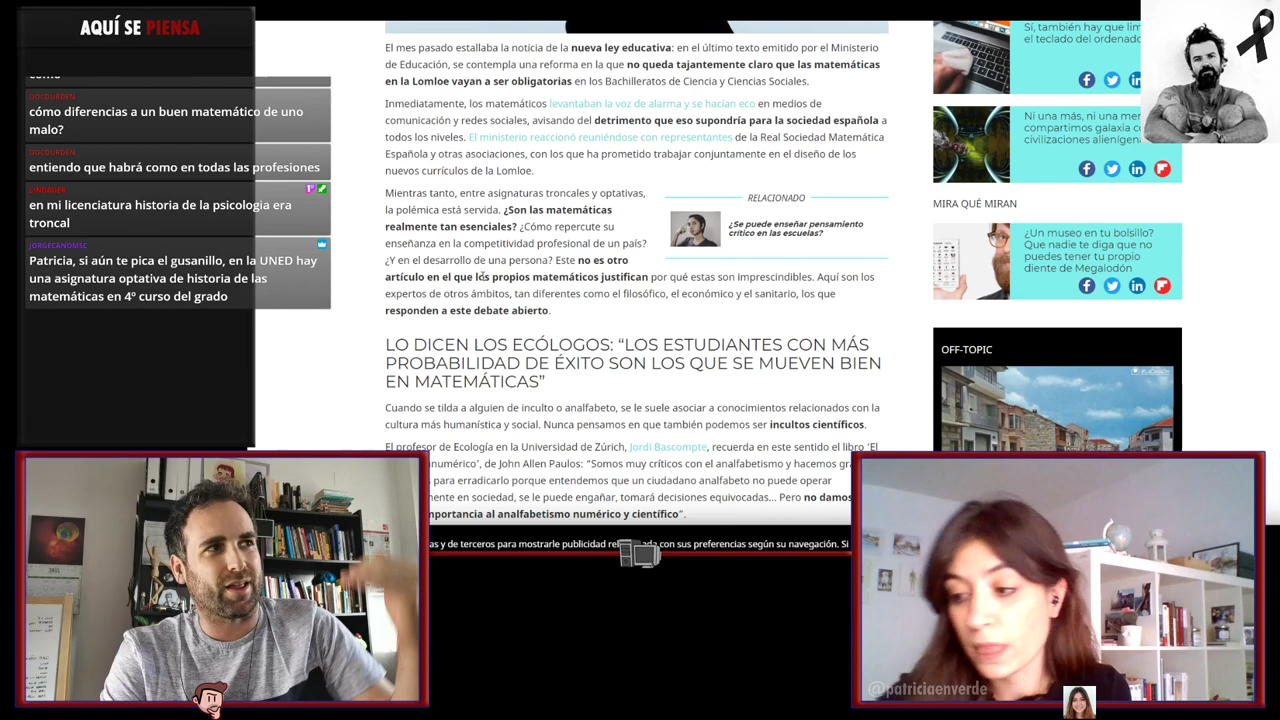 AQUÍ SE PIENSA
como
DOCDURDEN
cómo diferencias a un buen matemático de uno
malo?
DOCDURDEN
entiendo que habrá como en todas las profesiones
LINDAUER
en mi licenciatura historia de la psicologia era
troncal
JORGECANOMSC
Patricia, si aún te pica el gusanillo, en la UNED hay
una asignatura optativa de historia de las
matemáticas en 4º curso del grado
El mes pasado estallaba la noticia de la nueva ley educativa: en el último texto emitido por el Ministerio
de Educación, se contempla una reforma en la que no queda tajantemente claro que las matemáticas
en la Lomloe vayan a ser obligatorias en los Bachilleratos de Ciencia y Ciencias Sociales.
Inmediatamente, los matemáticos levantaban la voz de alarma y se hacían eco en medios de
comunicación y redes sociales, avisando del detrimento que eso supondría para la sociedad española a
todos los niveles. El ministerio reaccionó reuniéndose con representantes de la Real Sociedad Matemática
Española y otras asociaciones, con los que ha prometido trabajar conjuntamente en el diseño de los
nuevos currículos de la Lomloe.
Mientras tanto, entre asignaturas troncales y optativas,
la polémica está servida. ¿Son las matemáticas
realmente tan esenciales? ¿Cómo repercute su
enseñanza en la competitividad profesional de un país?
¿Y en el desarrollo de una persona? Este no es otro
artículo en el que los propios matemáticos justifican por qué estas son imprescindibles. Aquí son los
expertos de otros ámbitos, tan diferentes como el filosófico, el económico y el sanitario, los que
responden a este debate abierto.
RELACIONADO
¿Se puede enseñar pensamiento
crítico en las escuelas?
LO DICEN LOS ECÓLOGOS: “LOS ESTUDIANTES CON MÁS
PROBABILIDAD DE ÉXITO SON LOS QUE SE MUEVEN BIEN
EN MATEMÁTICAS”
Cuando se tilda a alguien de inculto o analfabeto, se le suele asociar a conocimientos relacionados con la
cultura más humanística y social. Nunca pensamos en que también podemos ser incultos científicos.
El profesor de Ecología en la Universidad de Zúrich, Jordi Bascompte, recuerda en este sentido el libro ‘El
anumérico’, de John Allen Paulos: “Somos muy críticos con el analfabetismo y hacemos
para erradicarlo porque entendemos que un ciudadano analfabeto no puede operar
en sociedad, se le puede engañar, tomará decisiones equivocadas... Pero no damos
importancia al analfabetismo numérico y científico”.
y de terceros para mostrarle publicidad con sus preferencias según su navegación. Si
Sí, también hay que
el teclado del ordenado
Ni una más, ni una
compartimos galaxia
civilizaciones
MIRA QUÉ MIRAN
¿Un museo en tu bolsillo?
Que nadie te diga que no
puedes tener tu propio
diente de Megalodón
OFF-TOPIC
@patriciaenverde